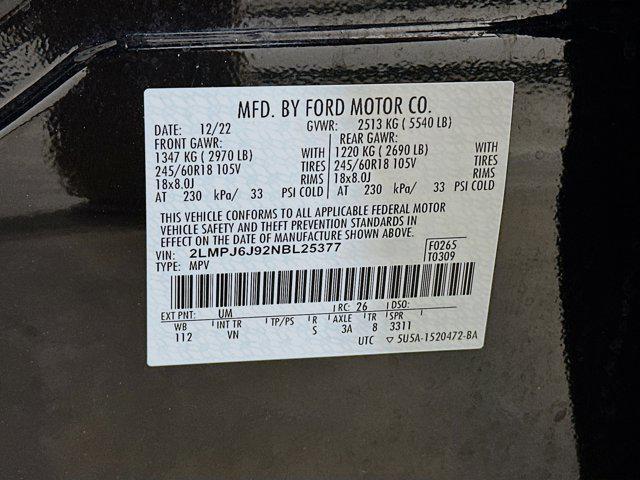 MFD. BY FORD MOTOR CO.
DATE: 12/22 GVWR: 2513 KG ( 5540 LB)
FRONT GAWR: REAR GAWR:
1347 KG ( 2970 LB) WITH 1220 KG ( 2690 LB) WITH
245/60R18 105V TIRES 245/60R18 105V TIRES
18x8.0J RIMS 18x8.0J RIMS
AT 230 kPa/ 33 PSI COLD AT 230 kPa/ 33 PSI COLD
THIS VEHICLE CONFORMS TO ALL APPLICABLE FEDERAL MOTOR
VEHICLE SAFETY AND THEFT PREVENTION STANDARDS IN
EFFECT ON THE DATE OF MANUFACTURE SHOWN ABOVE.
VIN: 2LMPJ6J92NBL25377 F0265
TYPE: MPV T0309
EXT PNT: UM RC: 26 DSO:
WB INT TR TP/PS R AXLE TR SPR
112 VN S 3A 8 3311
UTC ▽ 5U5A-1520472-BA